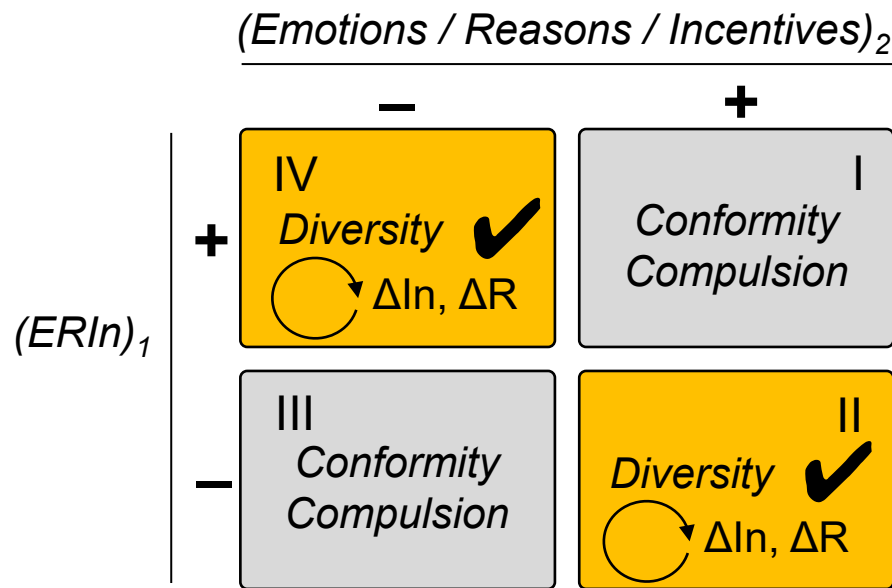 (Emotions / Reasons / Incentives)2
– +
IV
Diversity ✔
ΔIn, ΔR
I
Conformity
Compulsion
+
(ERIn)1
–
III
Conformity
Compulsion
II
Diversity ✔
ΔIn, ΔR